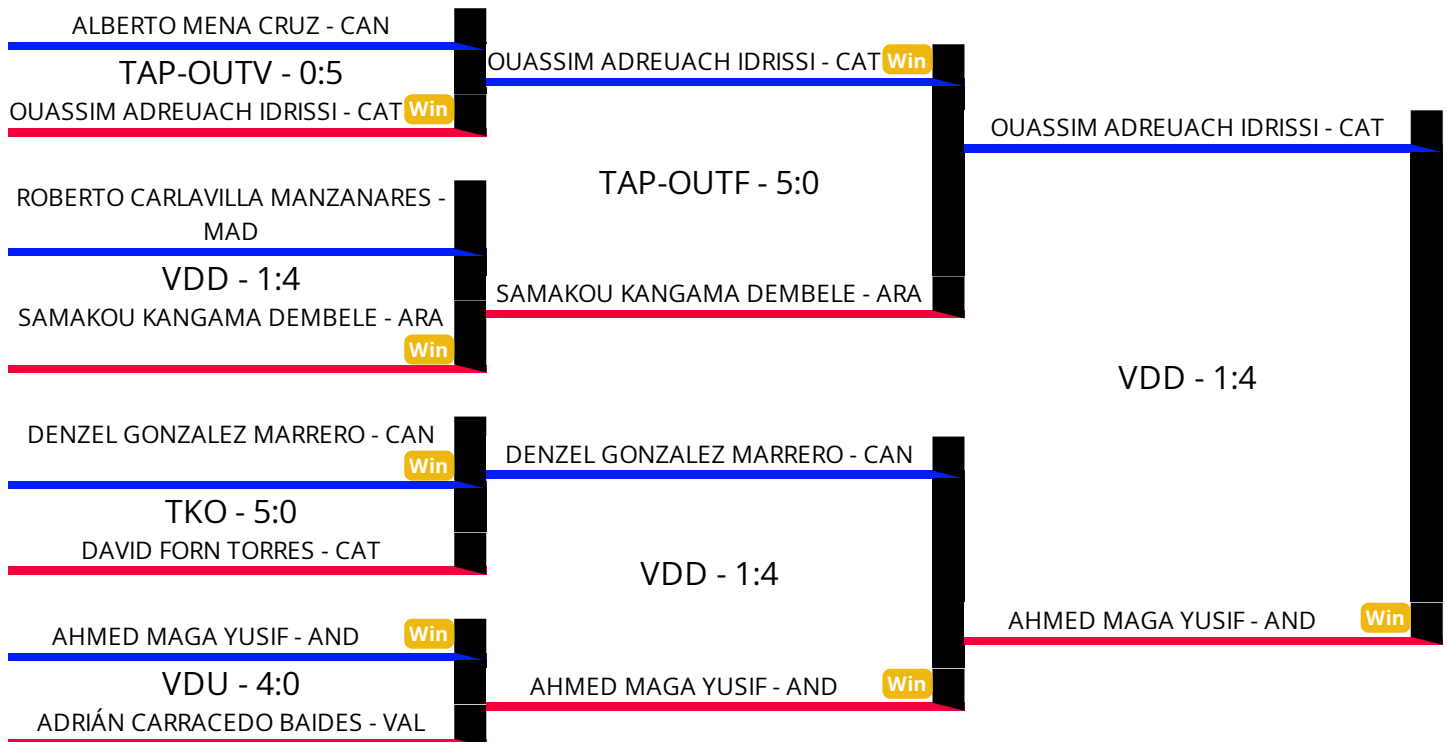 ALBERTO MENA CRUZ - CAN
TAP-OUTV - 0:5
OUASSIM ADREUACH IDRISSI - CAT Win
ROBERTO CARLAVILLA MANZANARES -
MAD
VDD - 1:4
SAMAKOU KANGAMA DEMBELE - ARA
Win
DENZEL GONZALEZ MARRERO - CAN
Win
TKO - 5:0
DAVID FORN TORRES - CAT
AHMED MAGA YUSIF - AND Win
VDU - 4:0
ADRIÁN CARRACEDO BAIDES - VAL
OUASSIM ADREUACH IDRISSI - CAT Win
TAP-OUTF - 5:0
SAMAKOU KANGAMA DEMBELE - ARA
DENZEL GONZALEZ MARRERO - CAN
VDD - 1:4
AHMED MAGA YUSIF - AND Win
OUASSIM ADREUACH IDRISSI - CAT
VDD - 1:4
AHMED MAGA YUSIF - AND Win